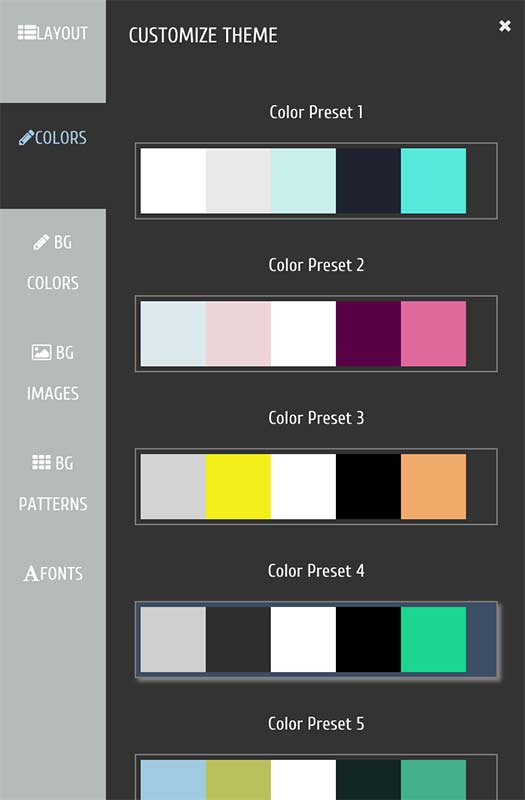 LAYOUT
COLORS
BG
COLORS
BG
IMAGES
BG
PATTERNS
FONTS
CUSTOMIZE THEME
Color Preset 1
Color Preset 2
Color Preset 3
Color Preset 4
Color Preset 5